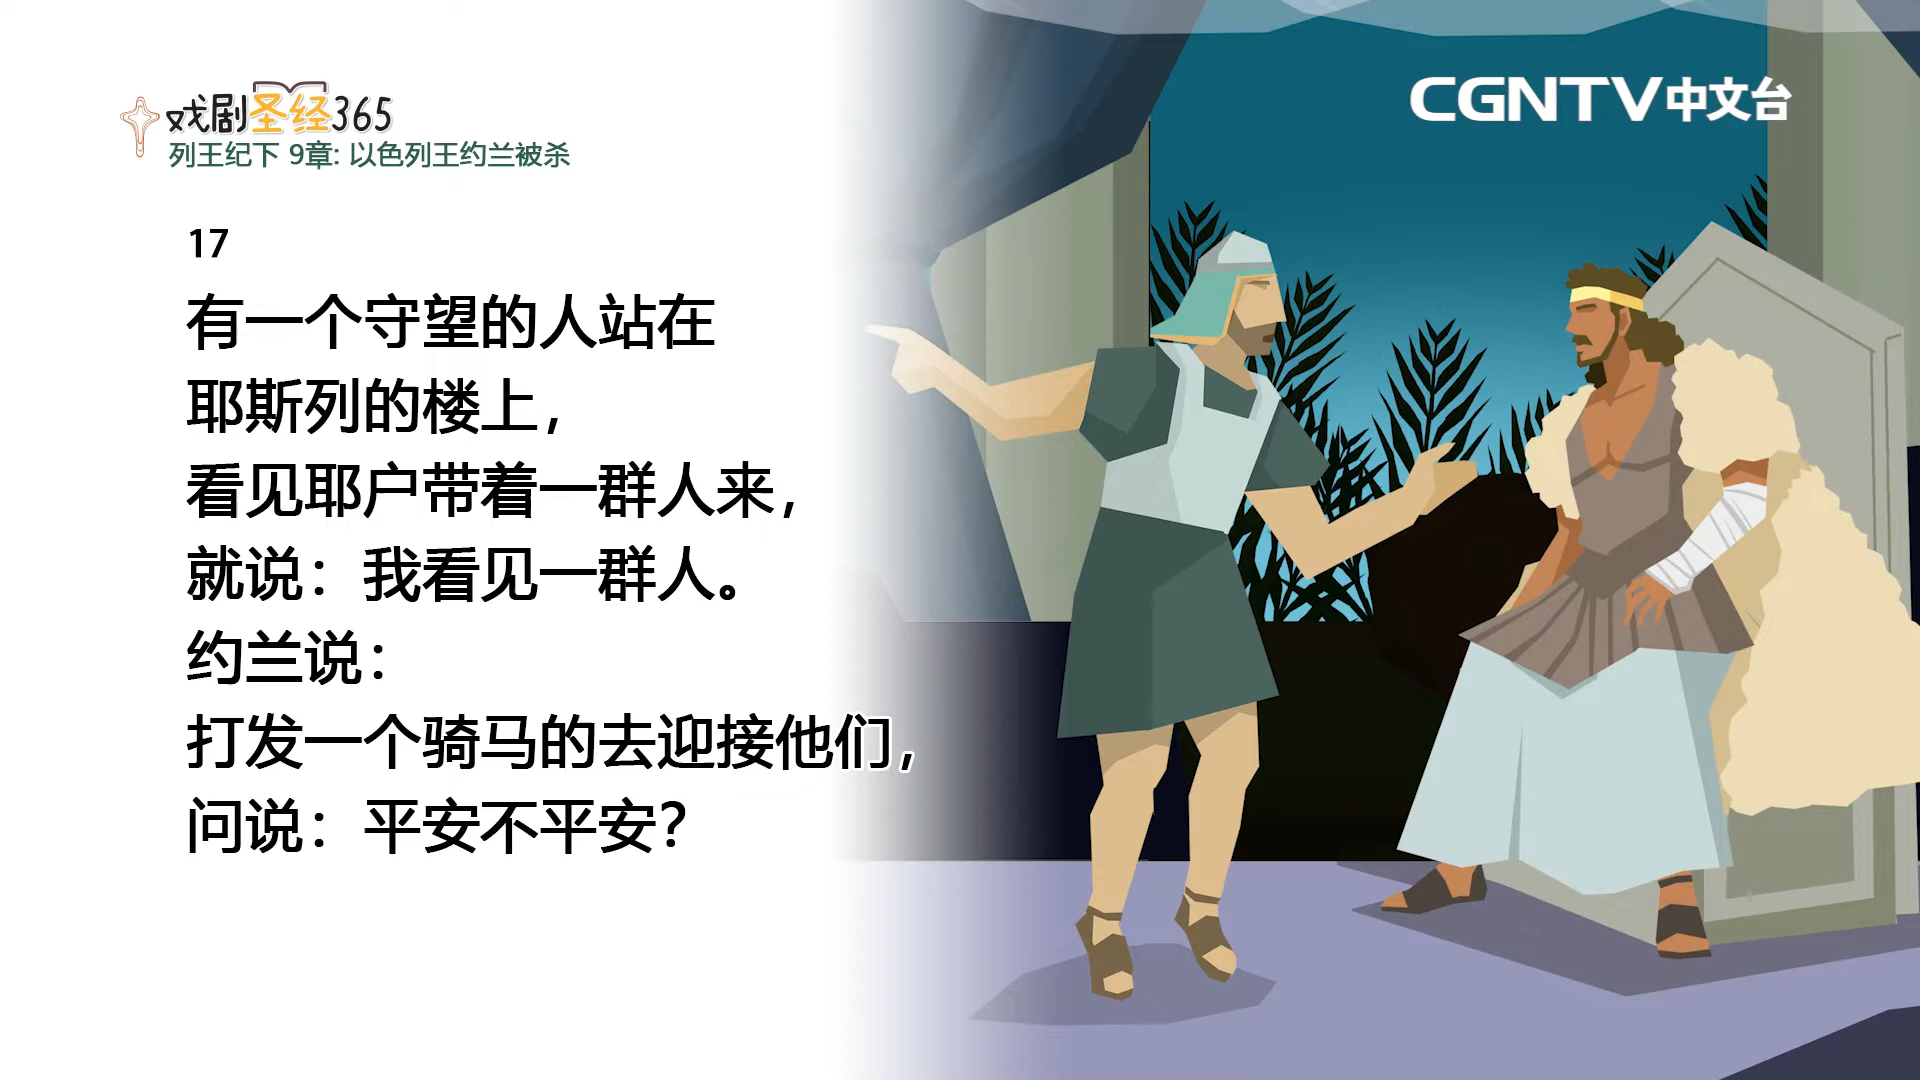 戏剧圣经365
列王纪下 9章: 以色列王约兰被杀
CGNTV中文台
17
有一个守望的人站在
耶斯列的楼上，
看见耶户带着一群人来，
就说：我看见一群人。
约兰说：
打发一个骑马的去迎接他们，
问说：平安不平安？